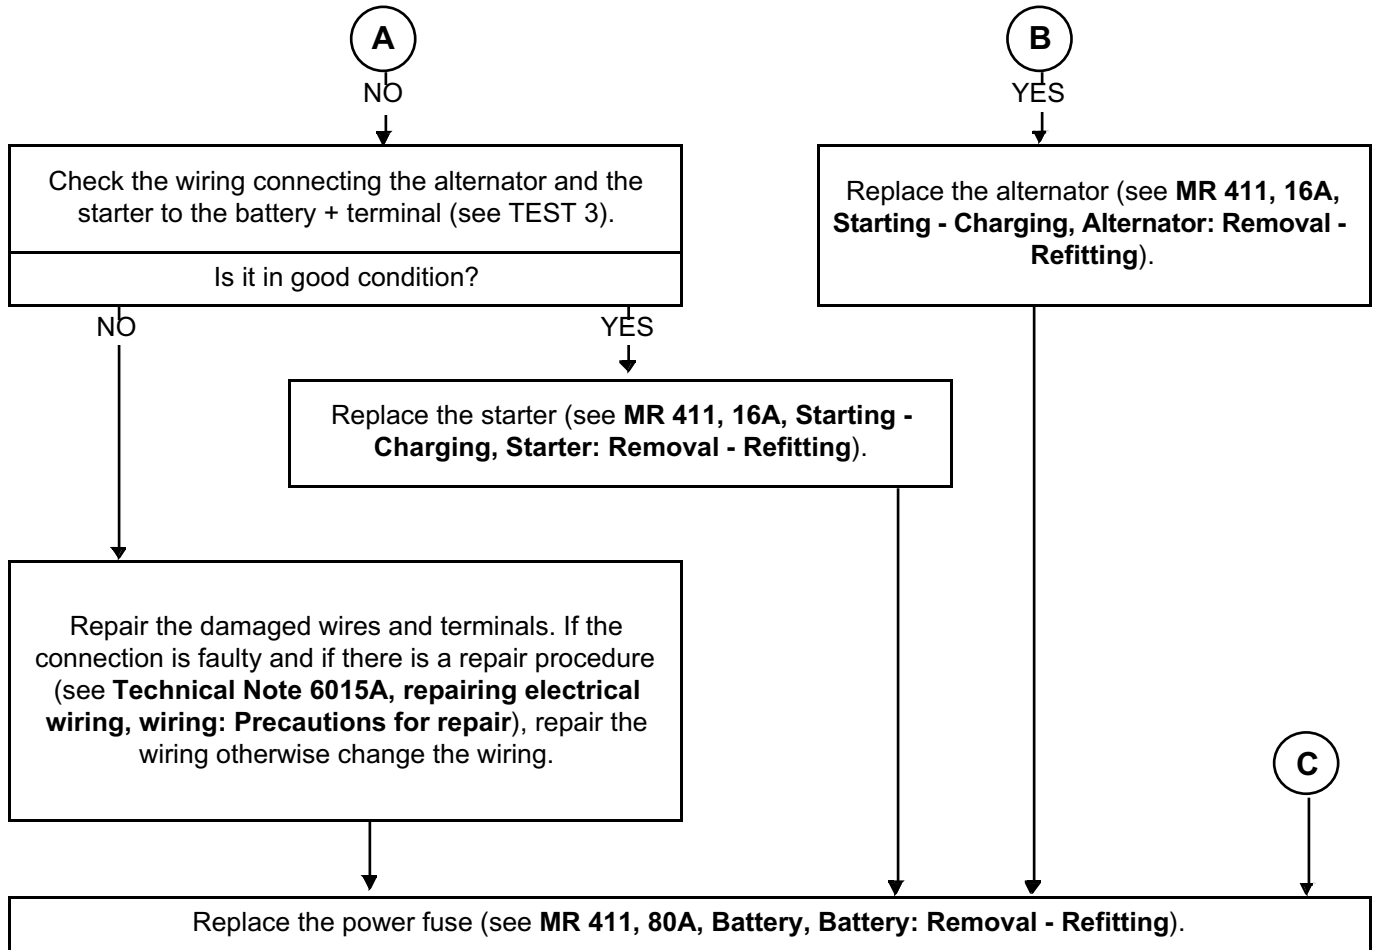 A
B
NO
YES
Check the wiring connecting the alternator and the
starter to the battery + terminal (see TEST 3).
Is it in good condition?
Replace the alternator (see MR 411, 16A,
Starting - Charging, Alternator: Removal -
Refitting).
NO
YES
Replace the starter (see MR 411, 16A, Starting -
Charging, Starter: Removal - Refitting).
Repair the damaged wires and terminals. If the
connection is faulty and if there is a repair procedure
(see Technical Note 6015A, repairing electrical
wiring, wiring: Precautions for repair), repair the
wiring otherwise change the wiring.
C
Replace the power fuse (see MR 411, 80A, Battery, Battery: Removal - Refitting).